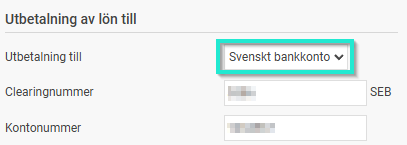 Utbetalning av lön till
Utbetalning till Svenskt bankkonto
Clearingnummer SEB
Kontonummer